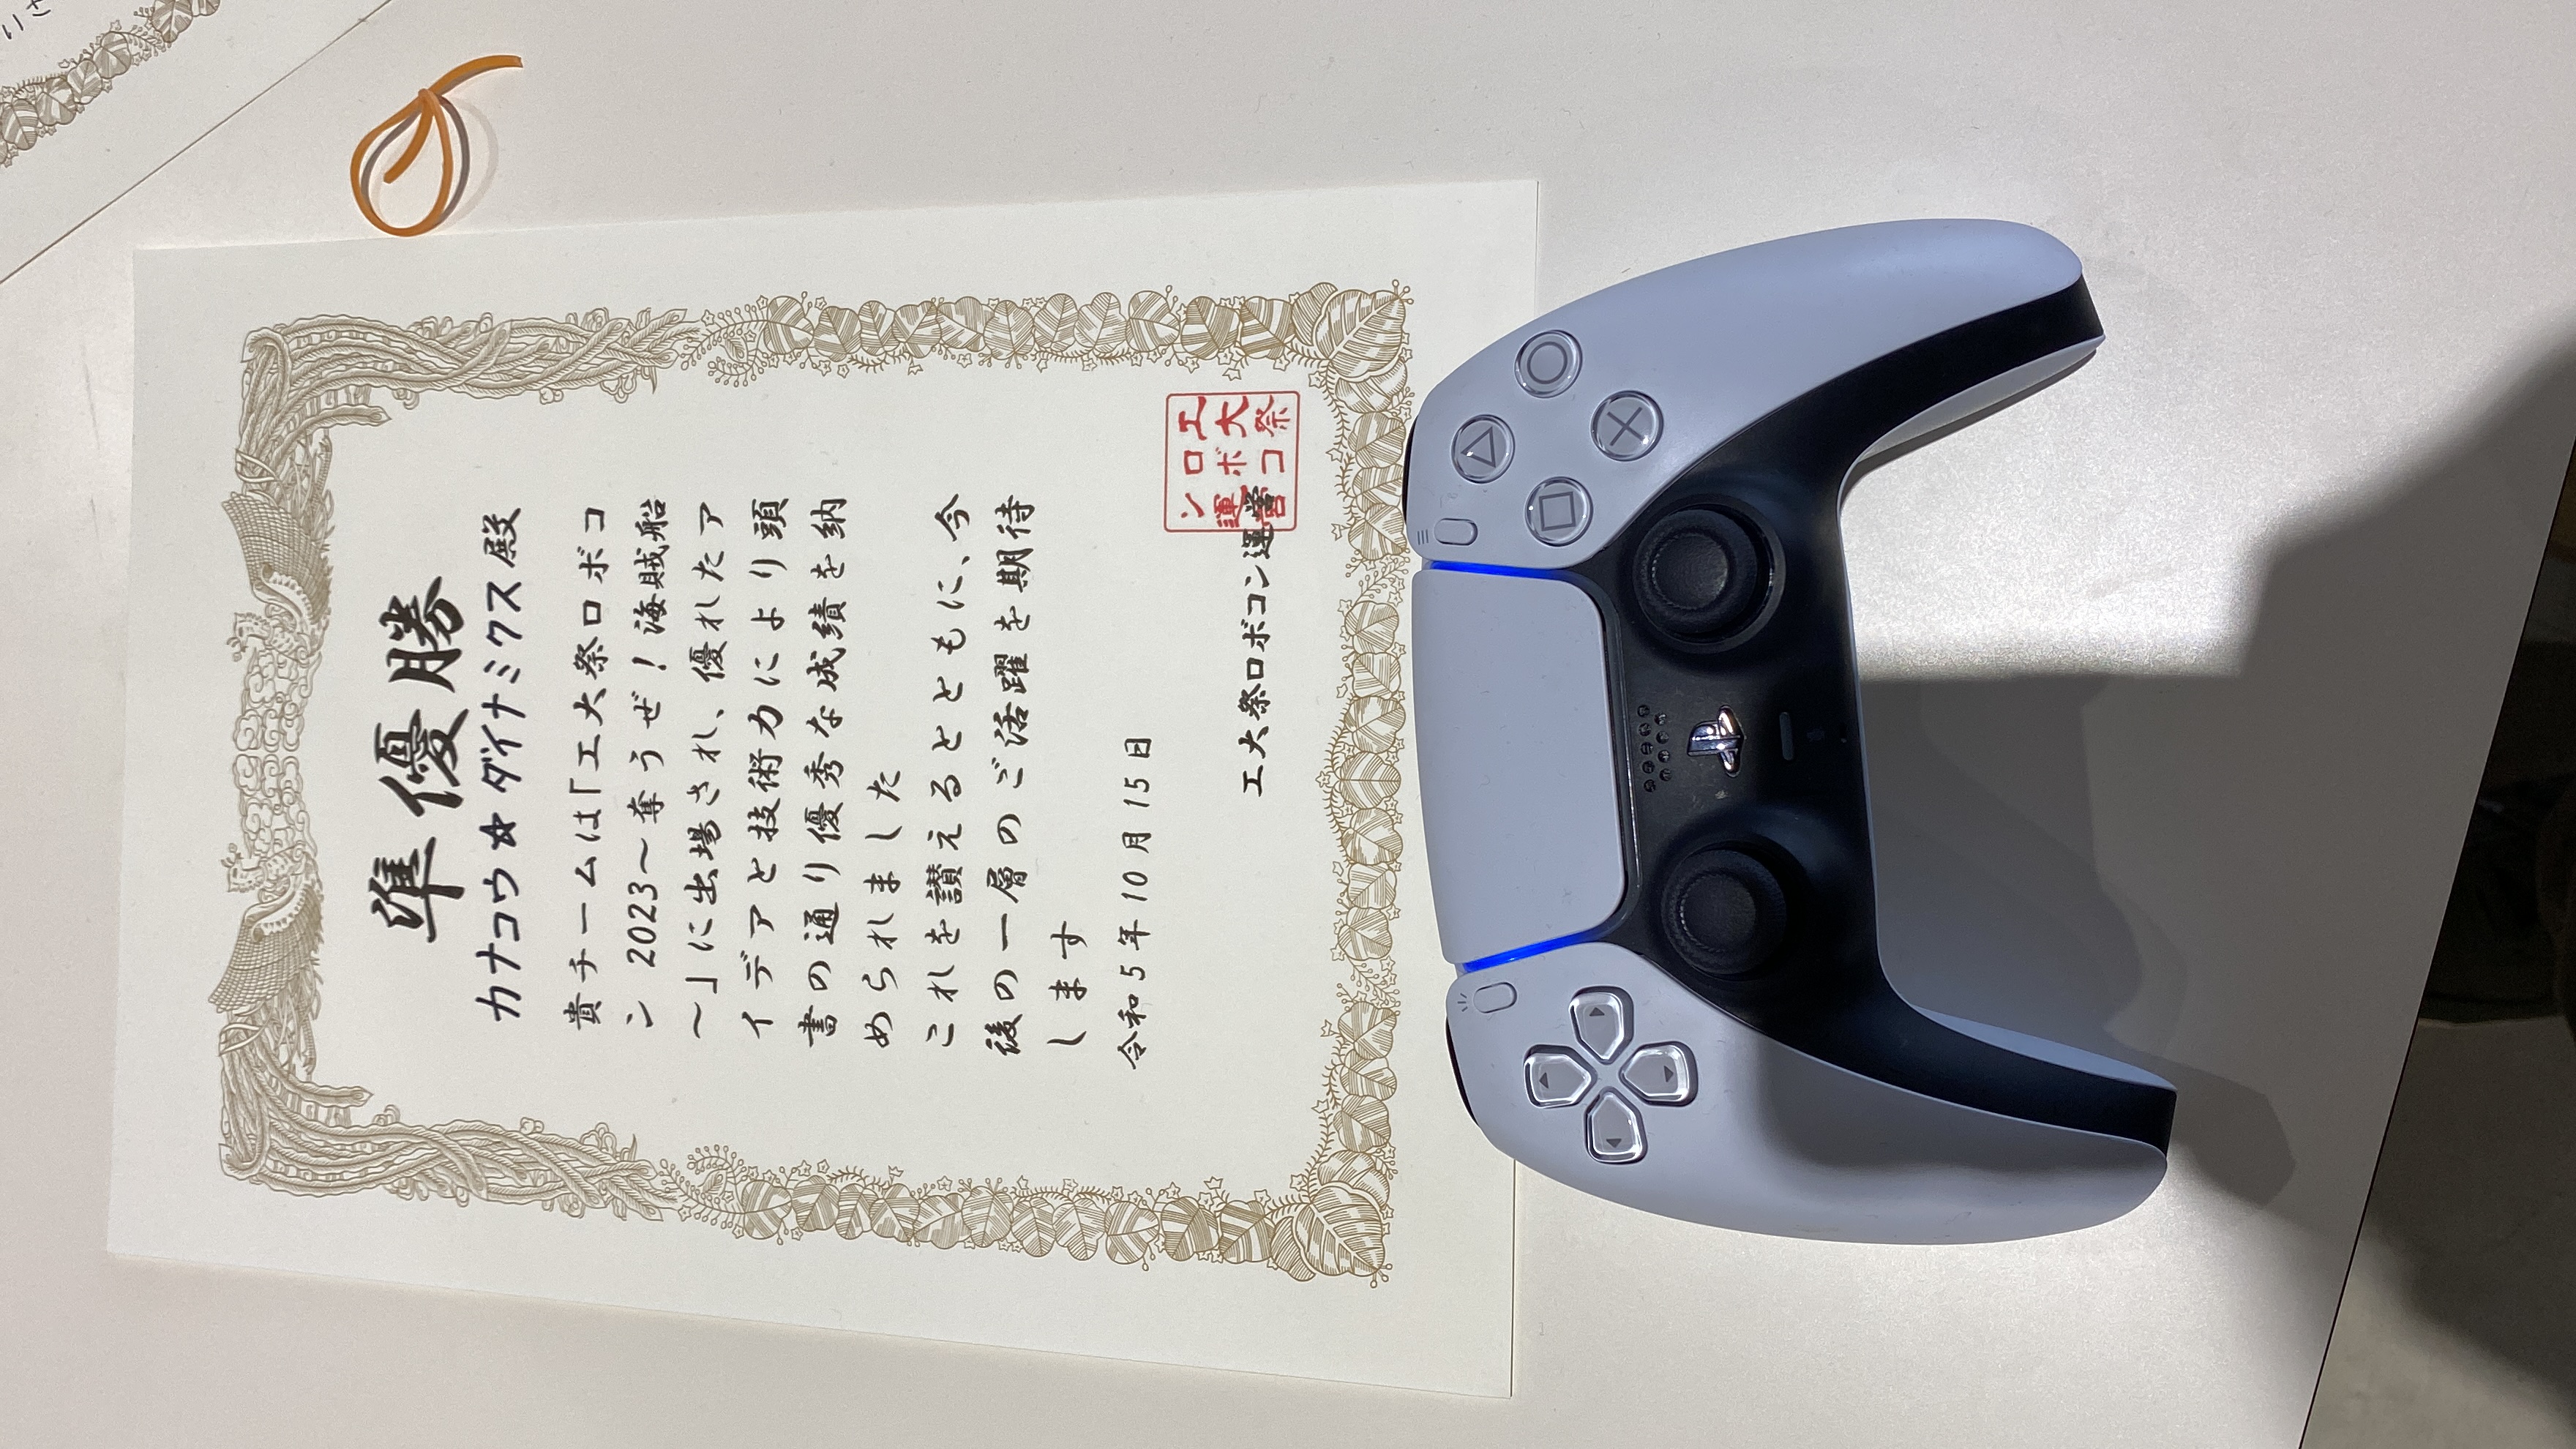 準優勝
カナコウ☆ダイナミクス殿
貴チームは「工大祭ロボコ
ン 2023～奪うぜ！海賊船
～」に出場され、優れたア
イデアと技術力により頭
書の通り優秀な成績を納
められました
これを讃えるとともに、今
後の一層のご活躍を期待
します
令和5年10月15日
工大祭ロボコン運営
工大祭
ロボコ
ン運営